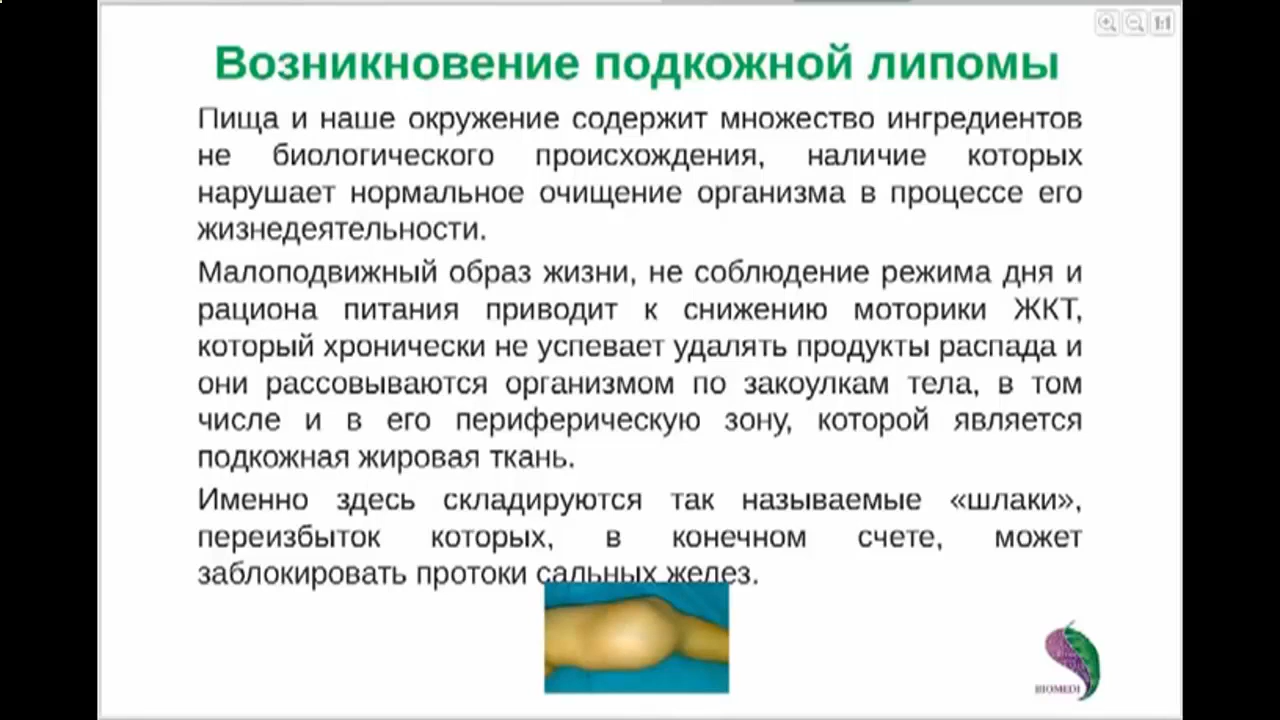 Возникновение подкожной липомы
Пища и наше окружение содержит множество ингредиентов
не биологического происхождения, наличие которых
нарушает нормальное очищение организма в процессе его
жизнедеятельности.
Малоподвижный образ жизни, не соблюдение режима дня и
рациона питания приводит к снижению моторики ЖКТ,
который хронически не успевает удалять продукты распада и
они рассовываются организмом по закоулкам тела, в том
числе и в его периферическую зону, которой является
подкожная жировая ткань.
Именно здесь складируются так называемые «шлаки»,
переизбыток которых, в конечном счете, может
заблокировать протоки сальных желез.
BIOMEDI
1:1